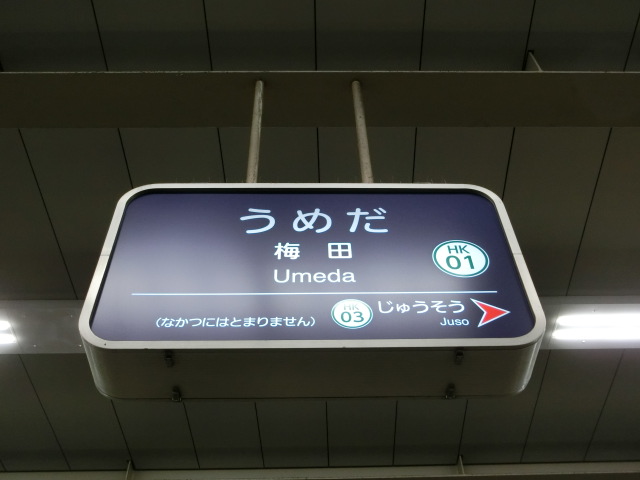 うめだ
梅田
Umeda
HK
01
(なかつにはとまりません)
HK
03
じゅうそう
Juso